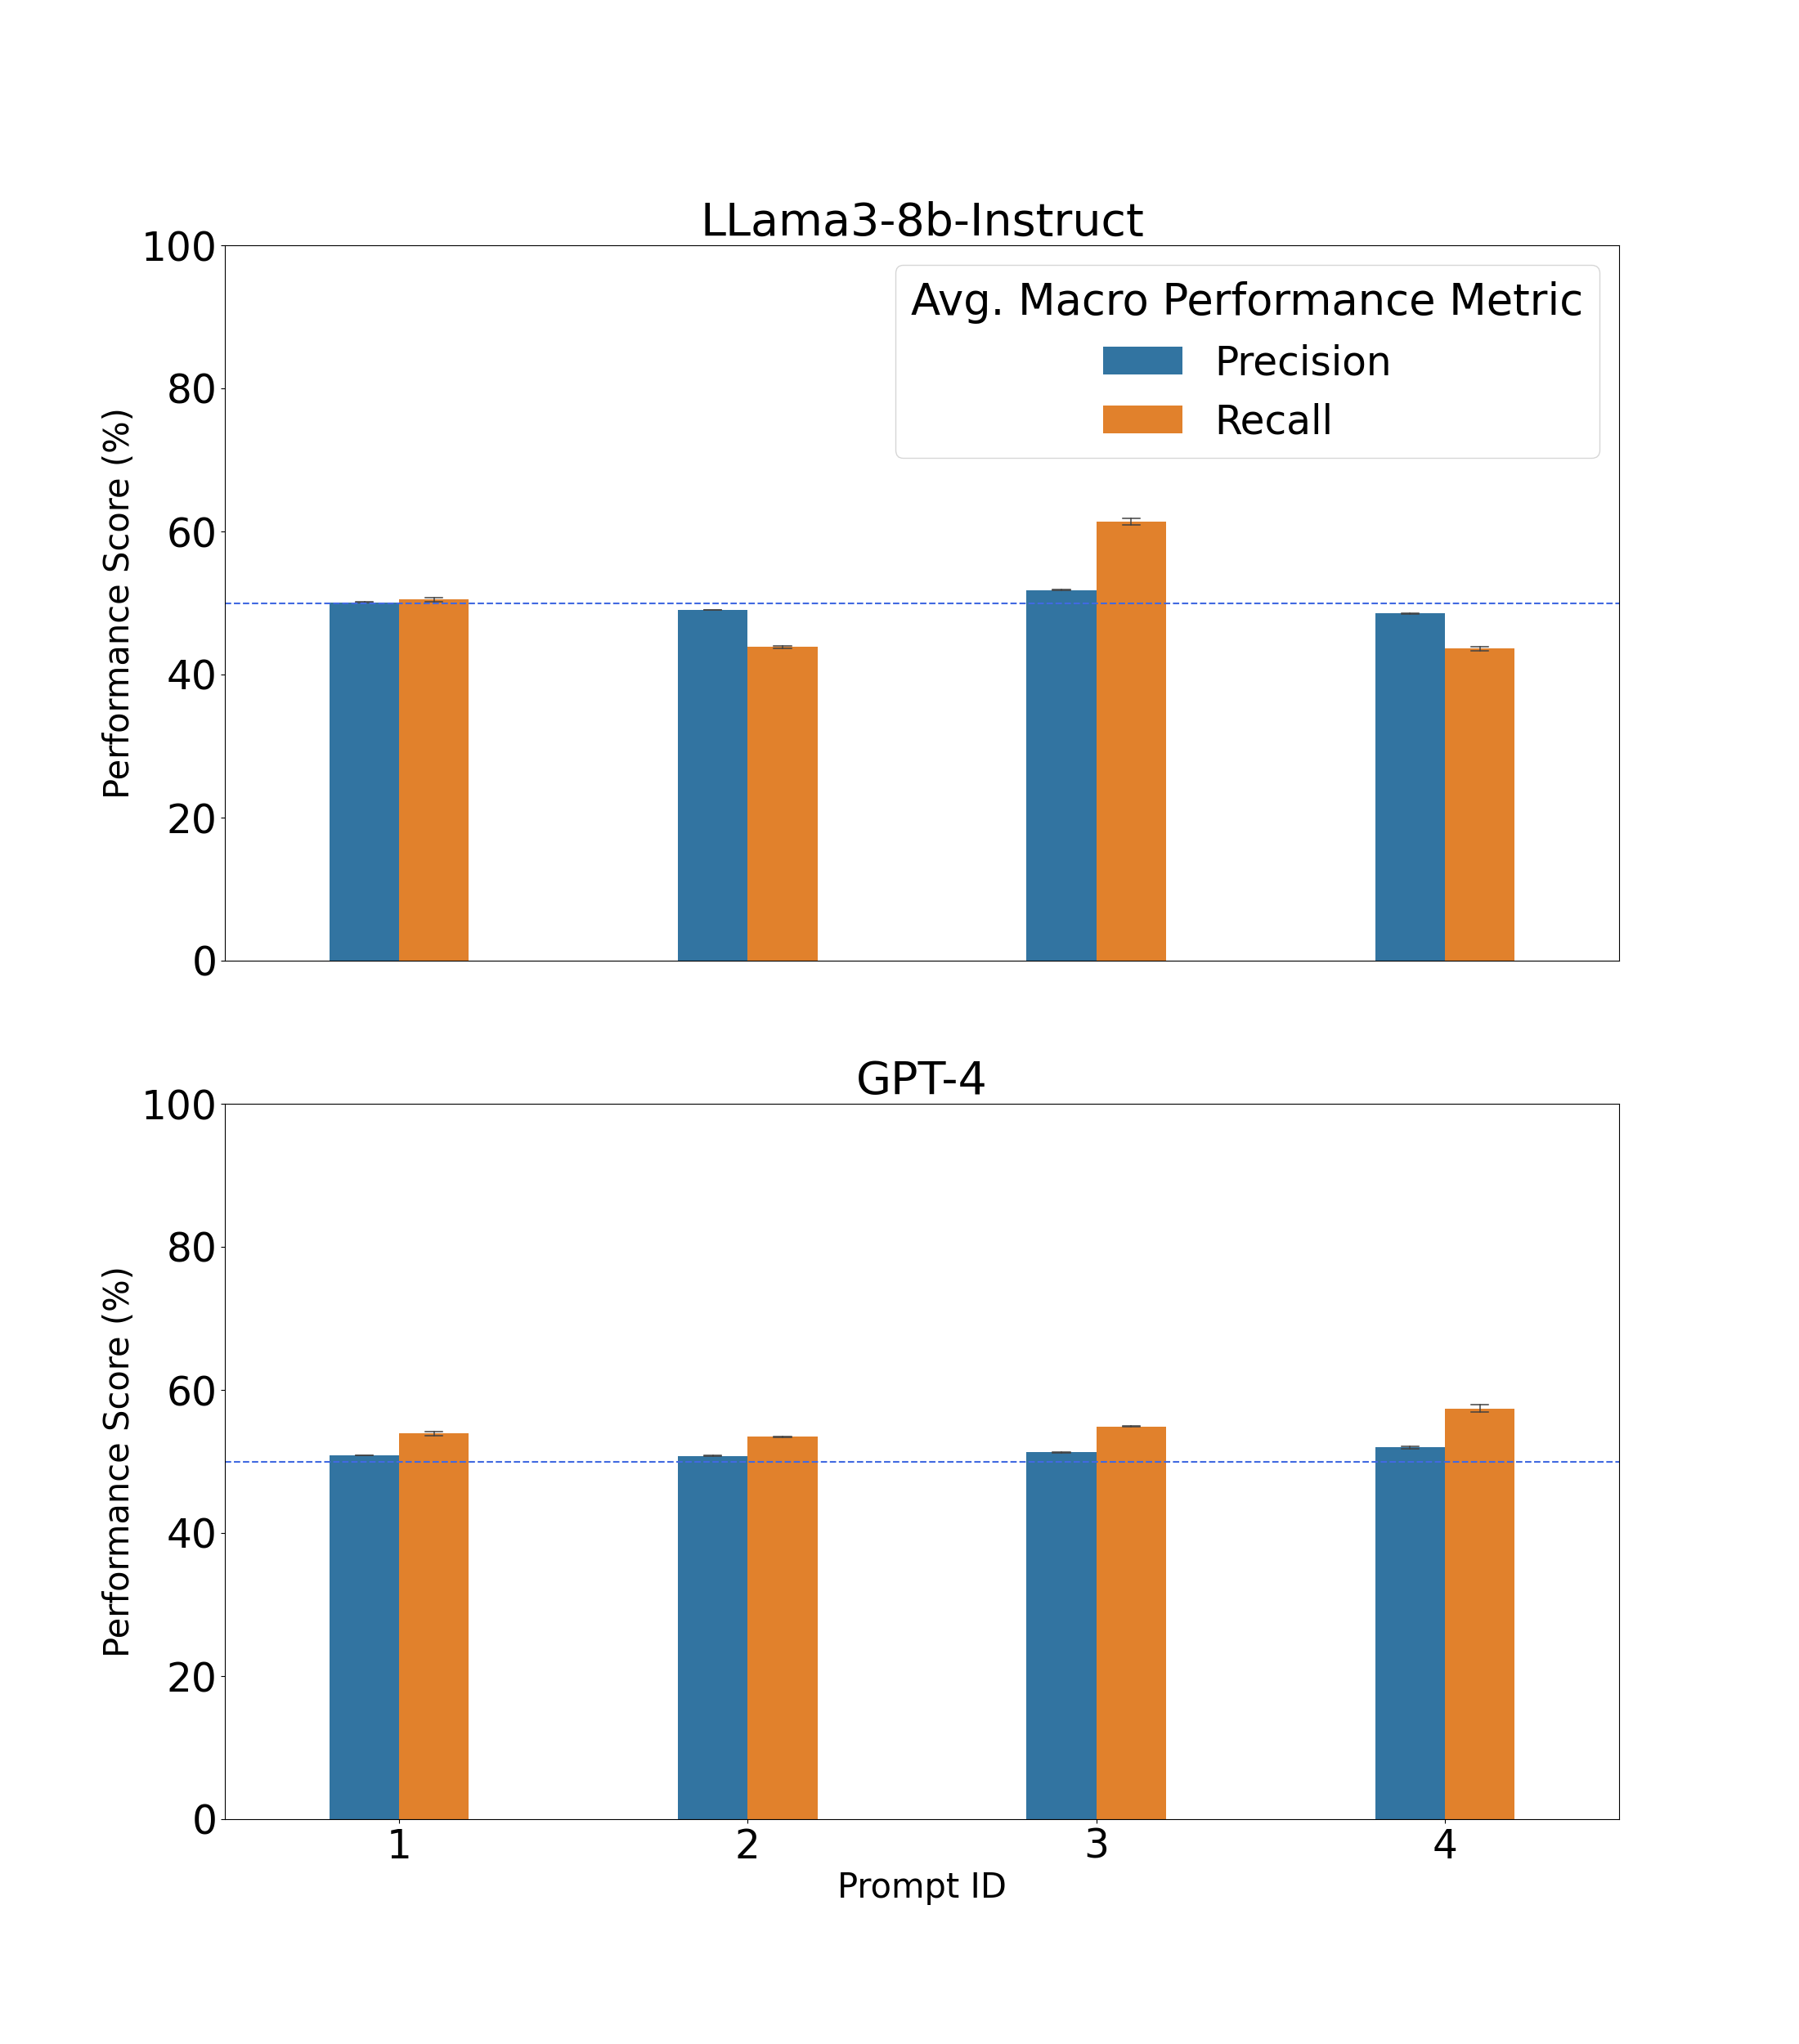 LLama3-8b-Instruct
100
80
60
40
20
0
Performance Score (%)
Avg. Macro Performance Metric
Precision
Recall
GPT-4
100
80
60
40
20
0
Performance Score (%)
1 2 3 4
Prompt ID